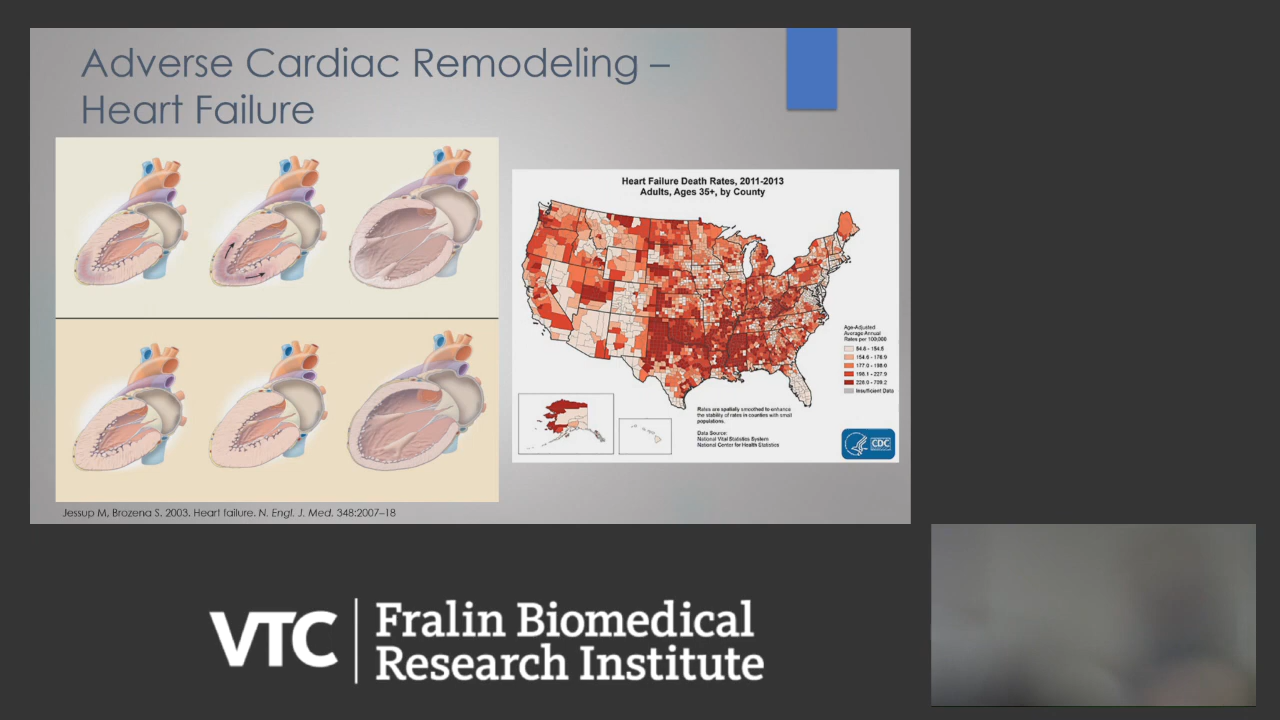 Adverse Cardiac Remodeling –
Heart Failure
Heart Failure Death Rates, 2011-2013
Adults, Ages 35+, by County
Age-Adjusted
Average Annual
Rates per 100,000
154.6 - 176.9
177.0 - 198.0
198.1 - 227.9
228.0 - 709.2
Insufficient Data
Rates are spatially smoothed to enhance
the stability of rates in counties with small
populations.
Data Source:
National Vital Statistics System
National Center for Health Statistics
CDC
Jessup M, Brozena S. 2003. Heart failure. N. Engl. J. Med. 348:2007–18
VTC
Fralin Biomedical
Research Institute